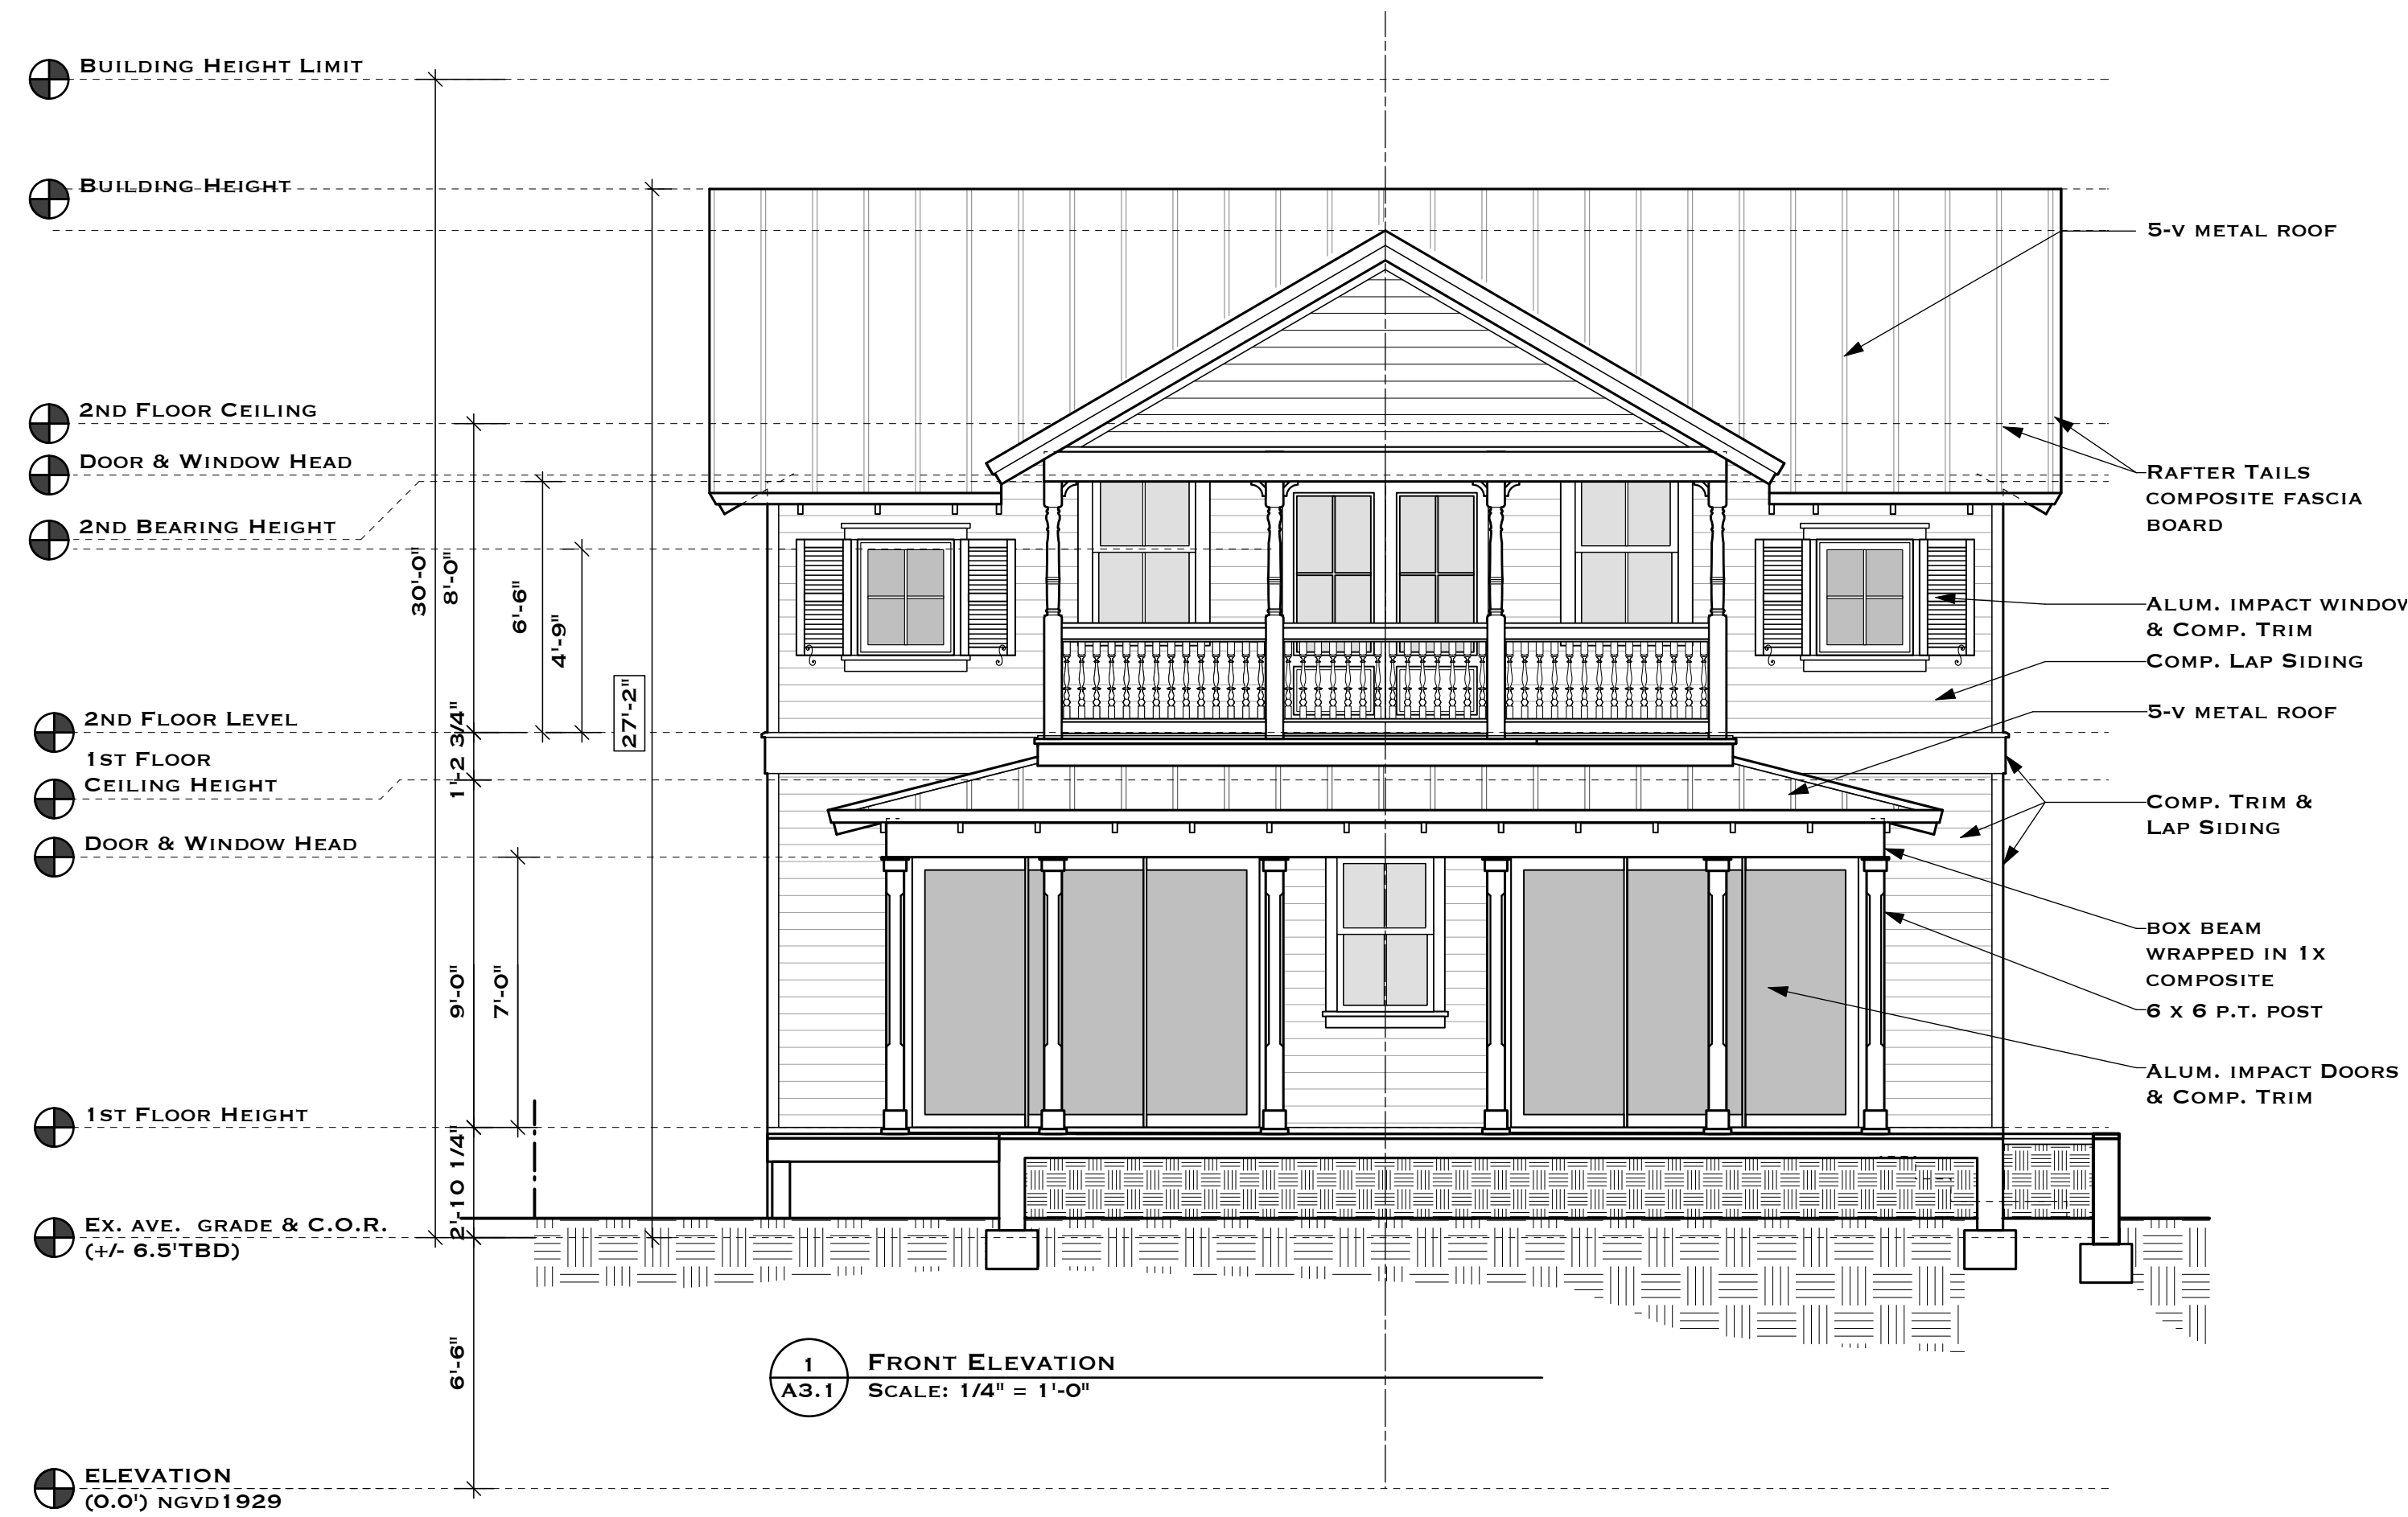 Building Height Limit
Building Height
2nd Floor Ceiling
Door & Window Head
2nd Bearing Height
2nd Floor Level
1st Floor
Ceiling Height
Door & Window Head
1st Floor Height
Ex. ave. grade & C.O.R.
(+/- 6.5'TBD)
ELEVATION
(0.0') NGVD1929
30'-0"
8'-0"
6'-6"
4'-9"
27'-2"
1'-2 3/4"
9'-0"
7'-0"
2'-10 1/4"
6'-6"
5-v metal roof
Rafter Tails
composite fascia
board
Alum. impact window
& Comp. Trim
Comp. Lap Siding
5-v metal roof
Comp. Trim &
Lap Siding
box beam
wrapped in 1x
composite
6 x 6 p.t. post
Alum. impact Doors
& Comp. Trim
1
A3.1
Front Elevation
Scale: 1/4" = 1'-0"